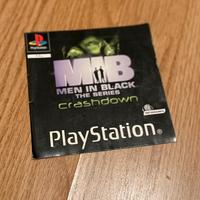 MIB
MEN IN BLACK
THE SERIES
crashdown
PlayStation®